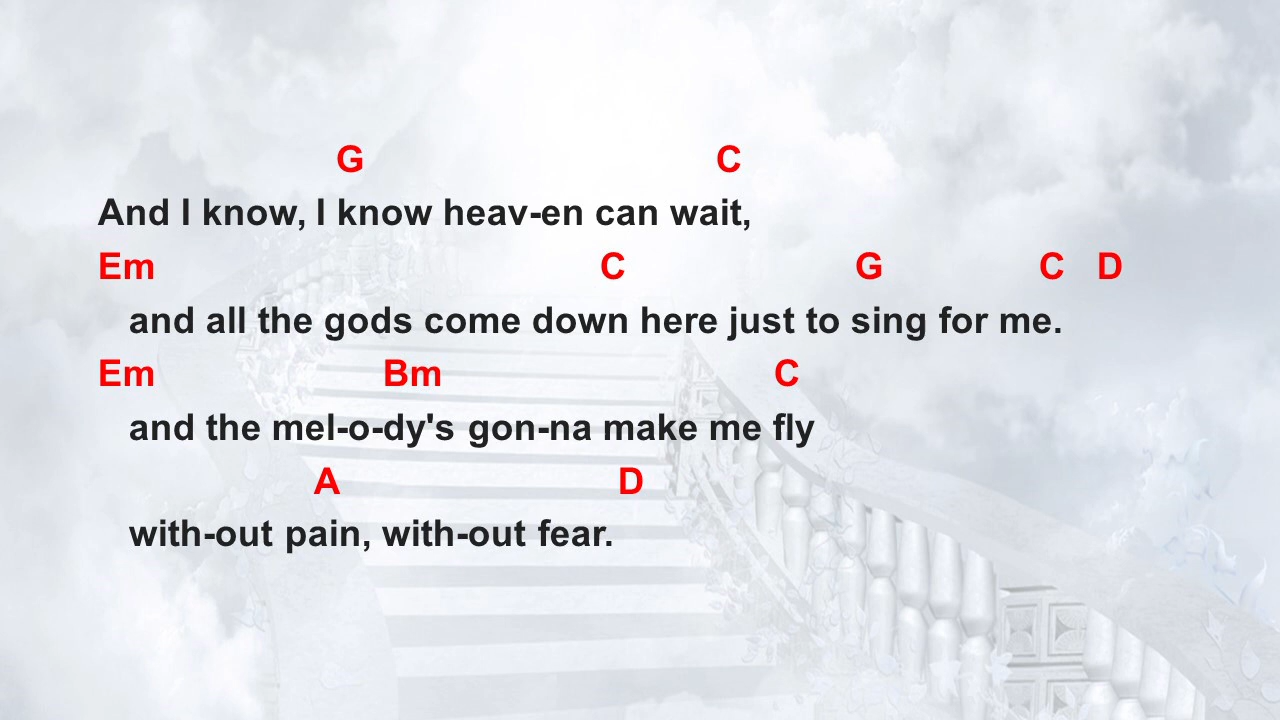 G C
And I know, I know heav-en can wait,
Em C G C D
and all the gods come down here just to sing for me.
Em Bm C
and the mel-o-dy's gon-na make me fly
A D
with-out pain, with-out fear.